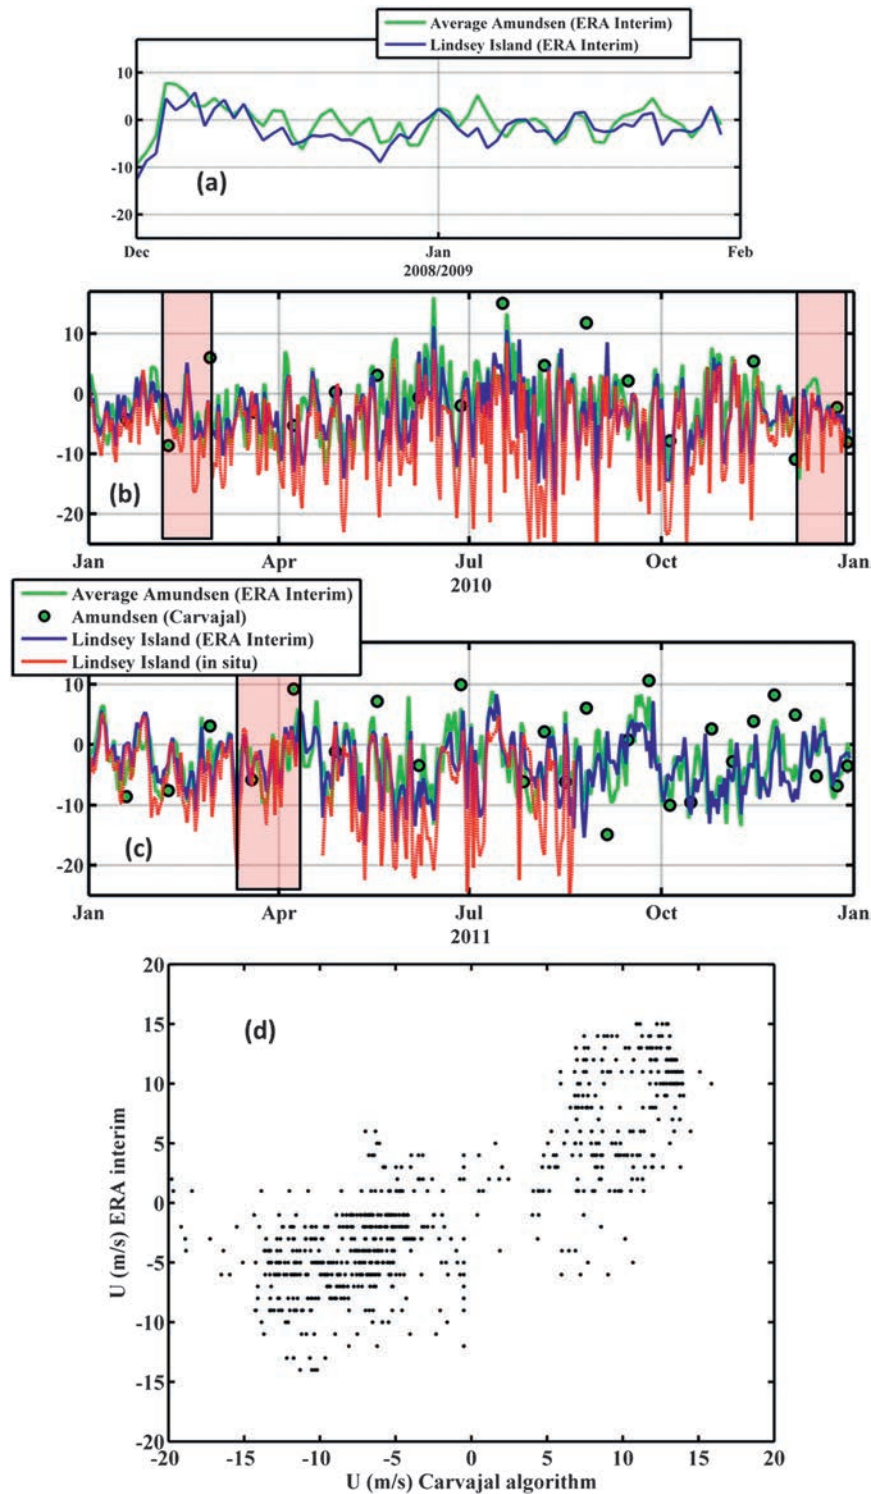 Average Amundsen (ERA Interim)
Lindsey Island (ERA Interim)
10
0
-10
-20
(a)
Dec Jan Feb
2008/2009
10
0
-10
-20
(b)
Jan Apr Jul Oct Jan
2010
Average Amundsen (ERA Interim)
Amundsen (Carvajal)
Lindsey Island (ERA Interim)
Lindsey Island (in situ)
10
0
-10
-20
(c)
Jan Apr Jul Oct Jan
2011
20
15
10
5
0
-5
-10
-15
-20
U (m/s) ERA interim
(d)
-20 -15 -10 -5 0 5 10 15 20
U (m/s) Carvajal algorithm